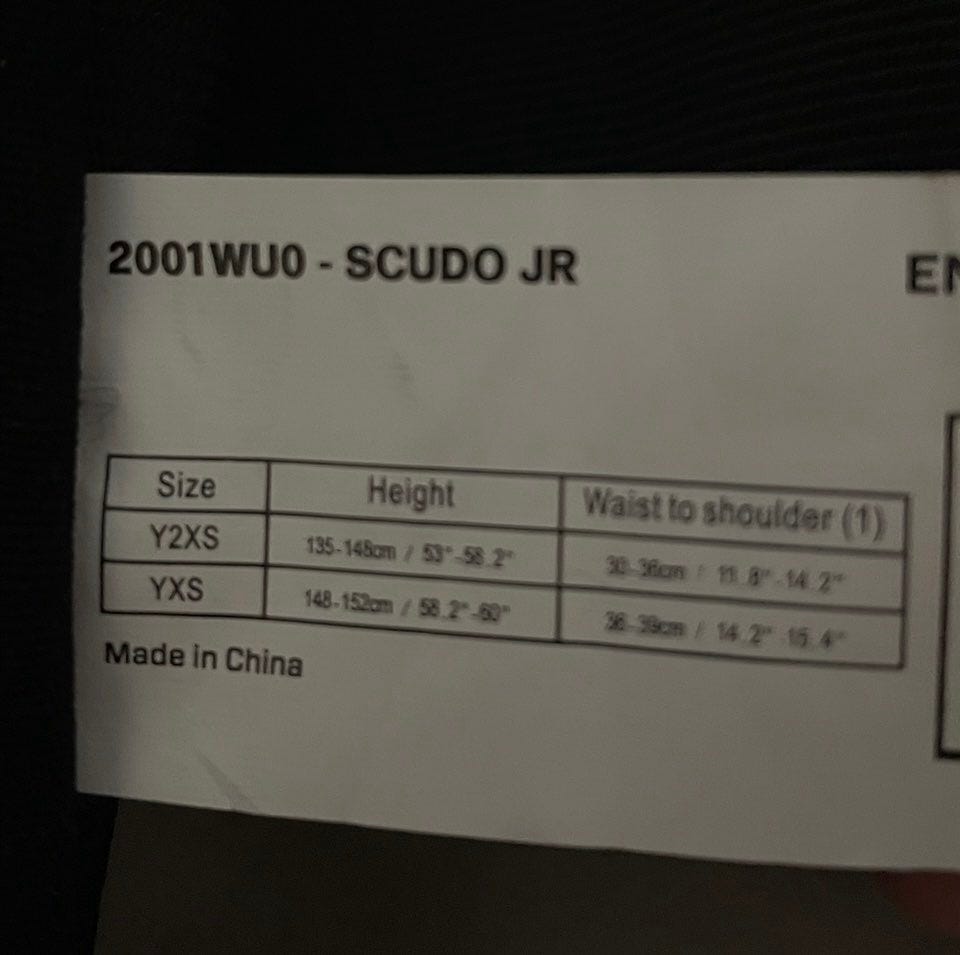 2001WU0 - SCUDO JR
EN
Size Height Waist to shoulder (1)
Y2XS 135-148cm / 53"-58.2" 30-36cm / 11.8"-14.2"
YXS 148-152cm / 58.2"-60" 36-39cm / 14.2"-15.4"
Made in China